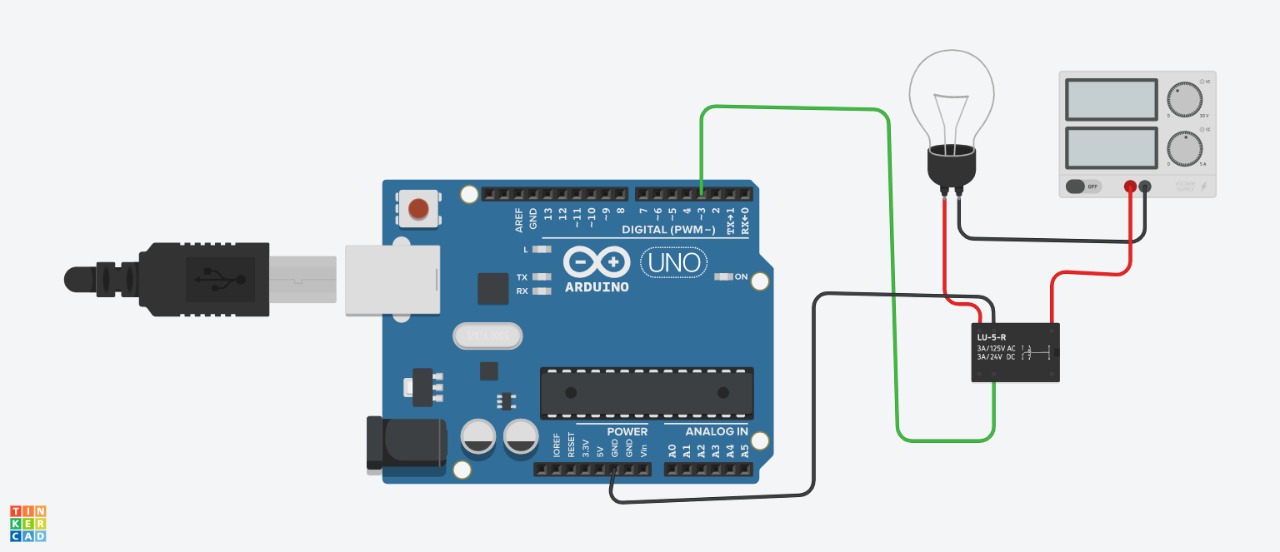 AREF
GND
13
12
~11
~10
~9
8
7
~6
~5
4
~3
2
TX→1
RX←0
DIGITAL (PWM~)
L
TX
RX
UNO
ON
ARDUINO
POWER
ANALOG IN
IOREF
RESET
3.3V
5V
GND
GND
Vin
A0
A1
A2
A3
A4
A5
OFF
POWER
SUPPLY
LU-5-R
3A/125V AC
3A/24V DC
TIN
KER
CAD